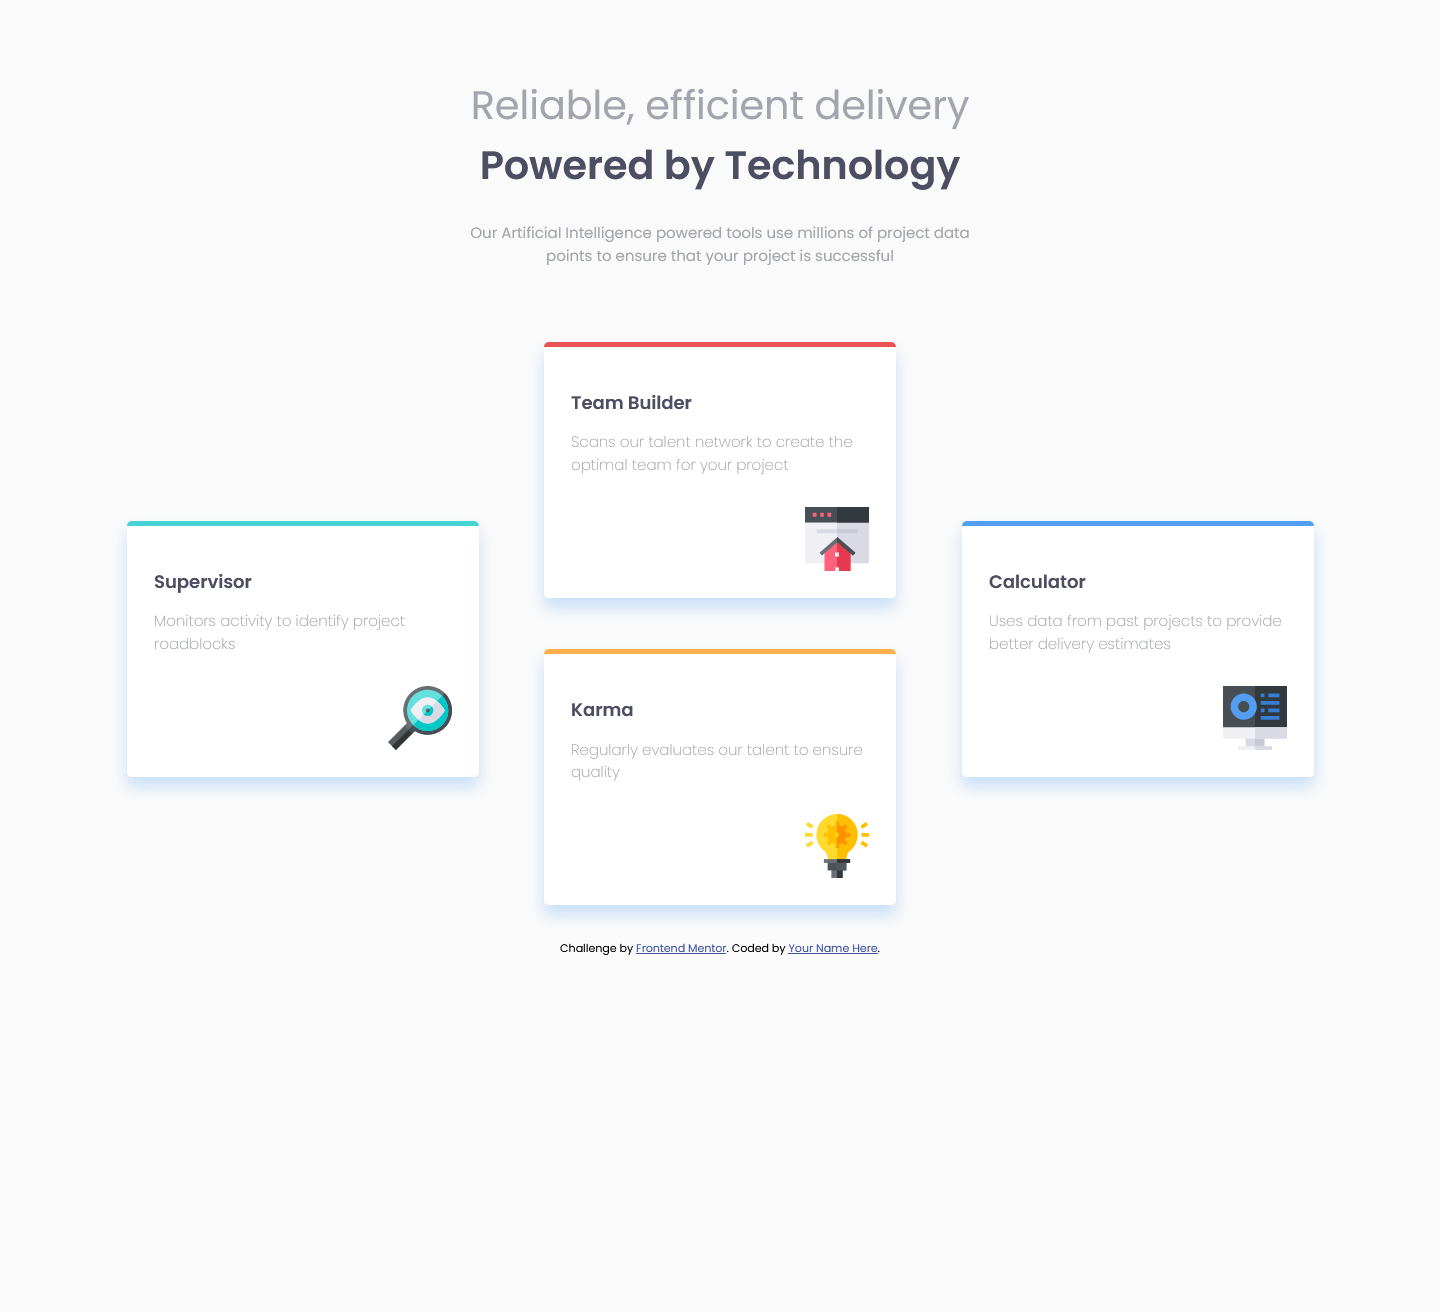 Reliable, efficient delivery
Powered by Technology
Our Artificial Intelligence powered tools use millions of project data
points to ensure that your project is successful
Supervisor
Monitors activity to identify project
roadblocks
Team Builder
Scans our talent network to create the
optimal team for your project
Karma
Regularly evaluates our talent to ensure
quality
Calculator
Uses data from past projects to provide
better delivery estimates
Challenge by Frontend Mentor. Coded by Your Name Here.